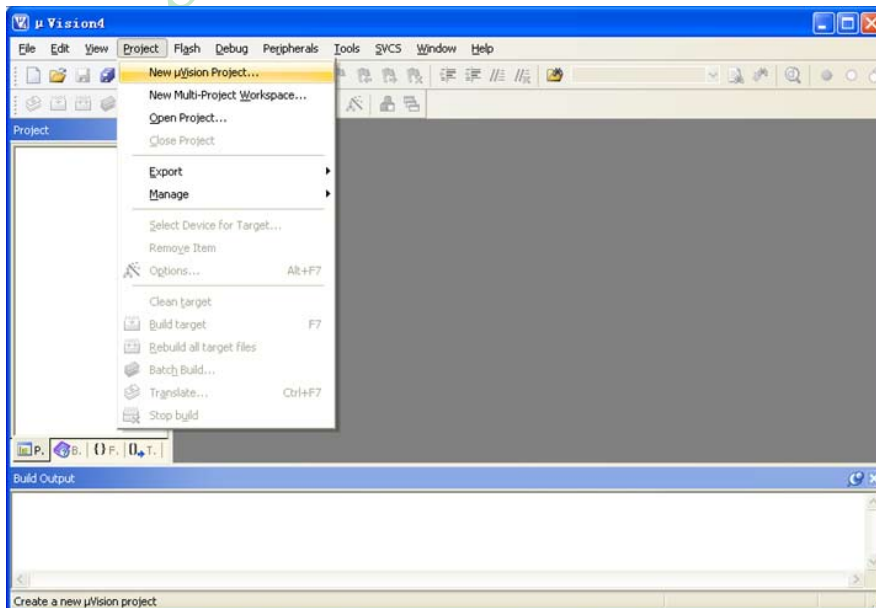 µ Vision4
File Edit View Project Flash Debug Peripherals Tools SVCS Window Help
New µVision Project...
New Multi-Project Workspace...
Open Project...
Close Project
Export
Manage
Select Device for Target...
Remove Item
Options... Alt+F7
Clean target
Build target F7
Rebuild all target files
Batch Build...
Translate... Ctrl+F7
Stop build
Project
P. B. {} F. T.
Build Output
Create a new µVision project